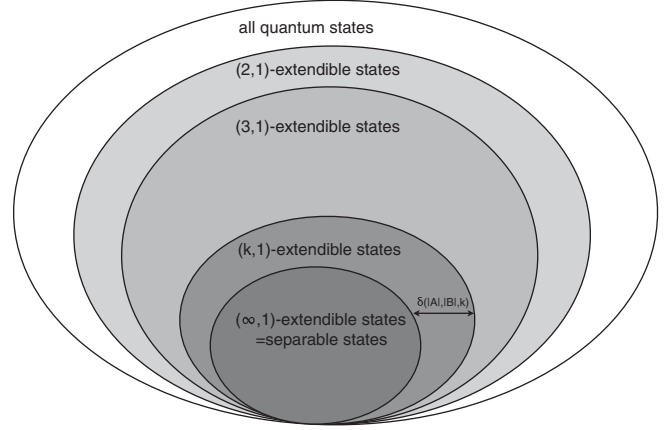 all quantum states
(2,1)-extendible states
(3,1)-extendible states
(k,1)-extendible states
δ(|A|,|B|,k)
(∞,1)-extendible states
=separable states